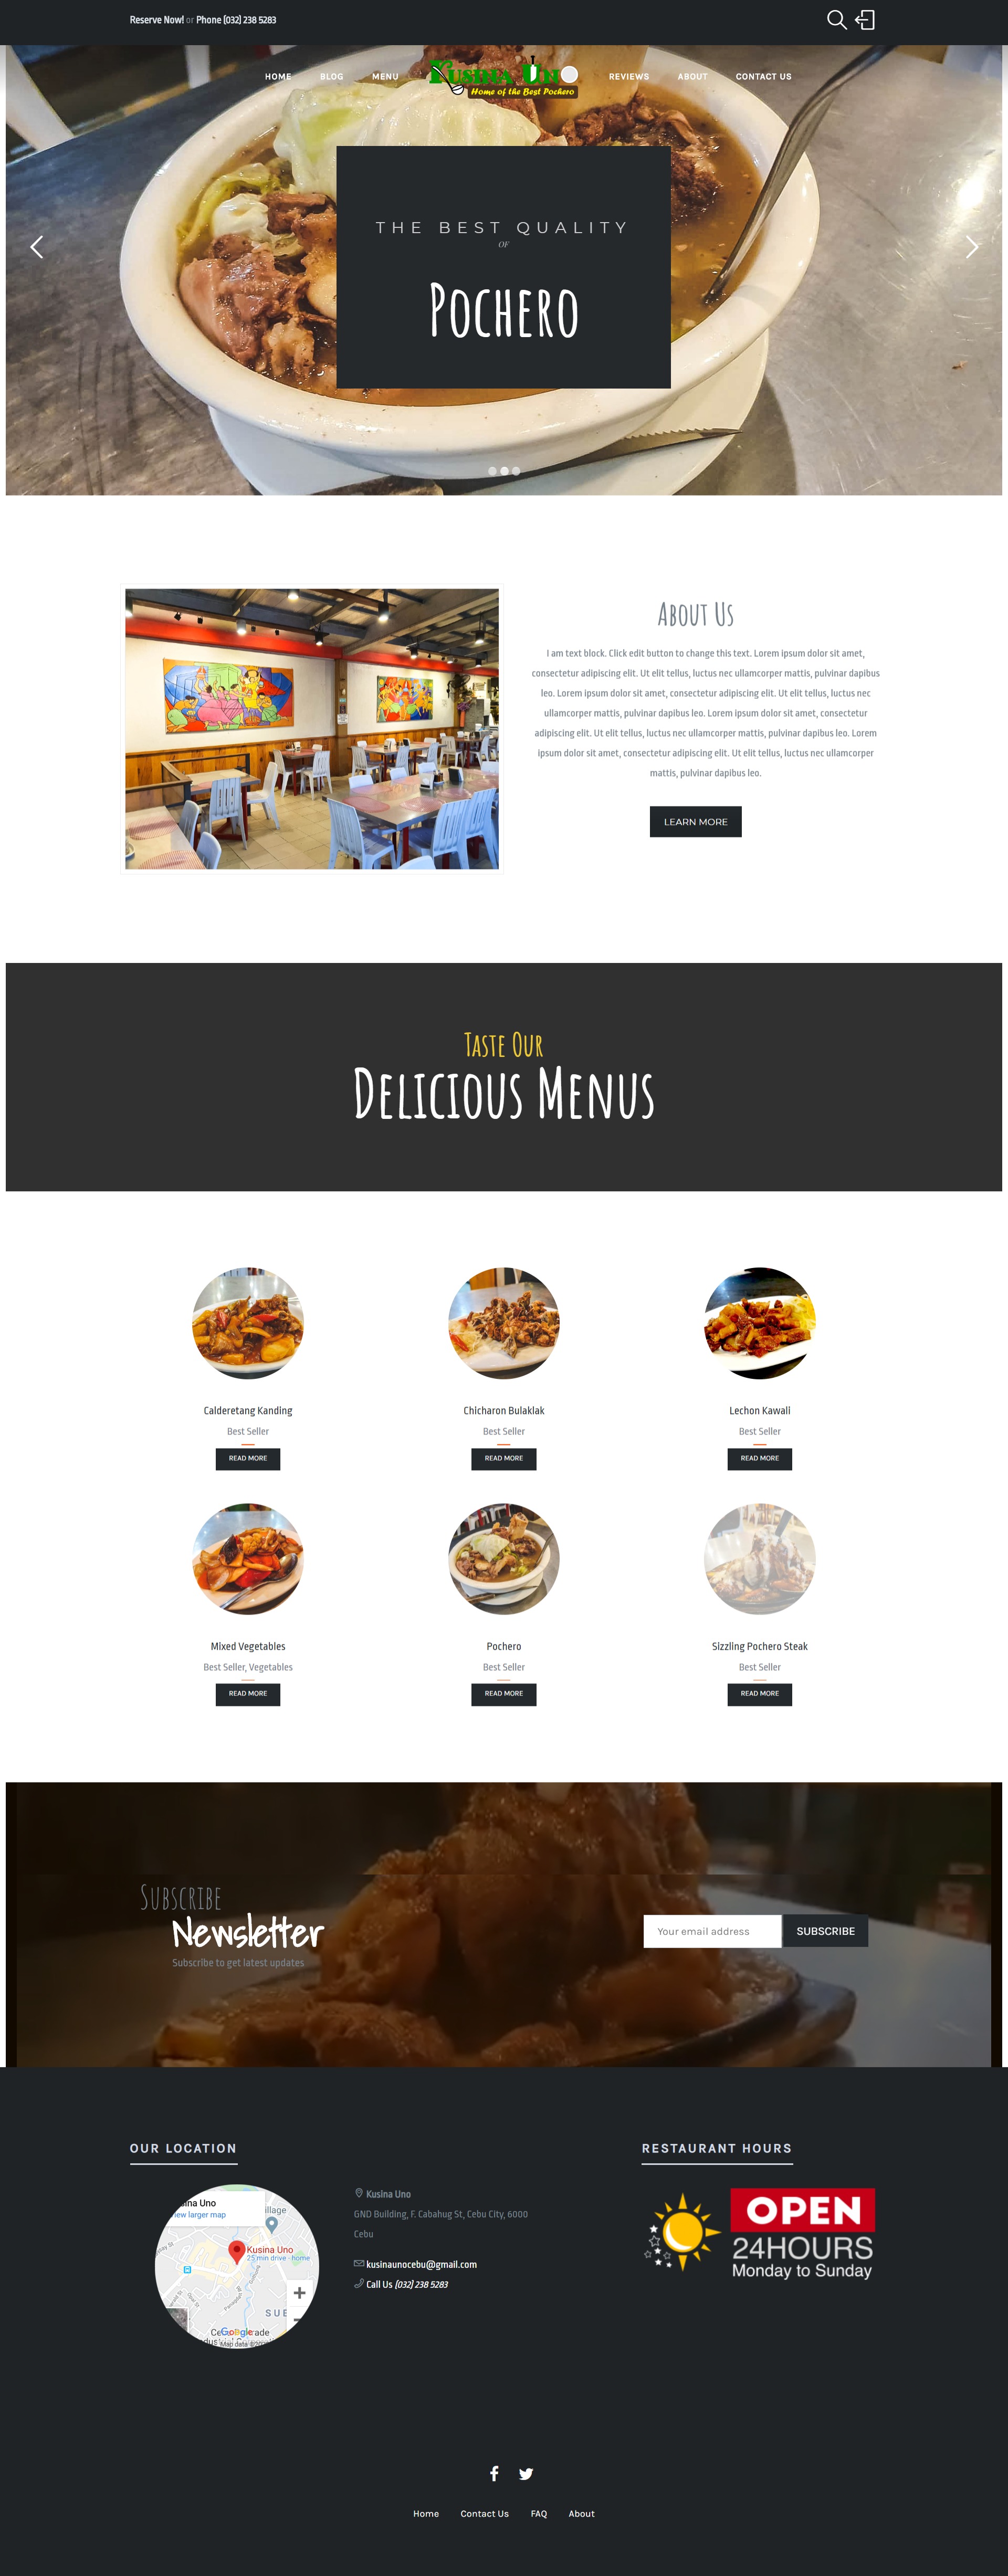 Reserve Now! or Phone (032) 238 5283
HOME BLOG MENU
Kusina Uno
Home of the Best Pochero
REVIEWS ABOUT CONTACT US
THE BEST QUALITY
OF
Pochero
About Us
I am text block. Click edit button to change this text. Lorem ipsum dolor sit amet,
consectetur adipiscing elit. Ut elit tellus, luctus nec ullamcorper mattis, pulvinar dapibus
leo. Lorem ipsum dolor sit amet, consectetur adipiscing elit. Ut elit tellus, luctus nec
ullamcorper mattis, pulvinar dapibus leo. Lorem ipsum dolor sit amet, consectetur
adipiscing elit. Ut elit tellus, luctus nec ullamcorper mattis, pulvinar dapibus leo. Lorem
ipsum dolor sit amet, consectetur adipiscing elit. Ut elit tellus, luctus nec ullamcorper
mattis, pulvinar dapibus leo.
LEARN MORE
Taste Our
Delicious Menus
Calderetang Kanding
Best Seller
READ MORE
Chicharon Bulaklak
Best Seller
READ MORE
Lechon Kawali
Best Seller
READ MORE
Mixed Vegetables
Best Seller, Vegetables
READ MORE
Pochero
Best Seller
READ MORE
Sizzling Pochero Steak
Best Seller
READ MORE
Subscribe
Newsletter
Subscribe to get latest updates
Your email address
SUBSCRIBE
OUR LOCATION
ina Uno
iew larger map
illage
Kusina Uno
25 min drive - home
SUE
Google
Map data
Kusina Uno
GND Building, F. Cabahug St, Cebu City, 6000
Cebu
kusinaunocebu@gmail.com
Call Us (032) 238 5283
RESTAURANT HOURS
OPEN
24HOURS
Monday to Sunday
Home Contact Us FAQ About